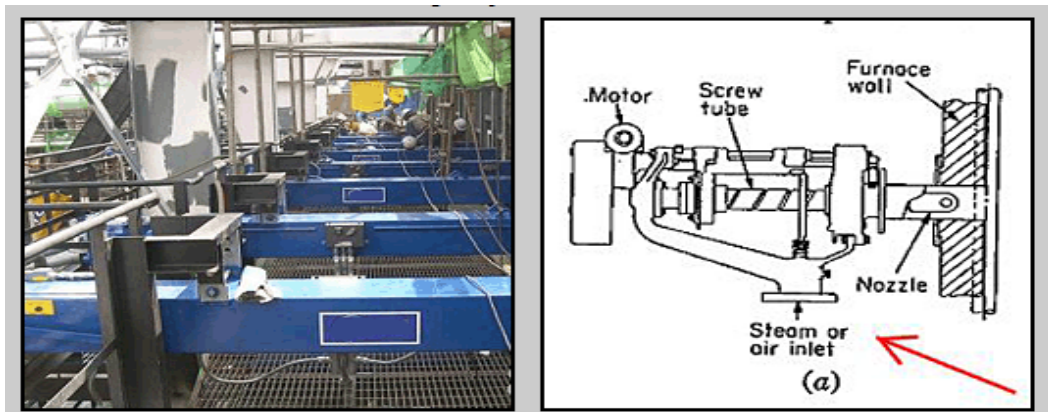 Furnace
wall
Screw
tube
.Motor
Nozzle
Steam or
air inlet
(a)